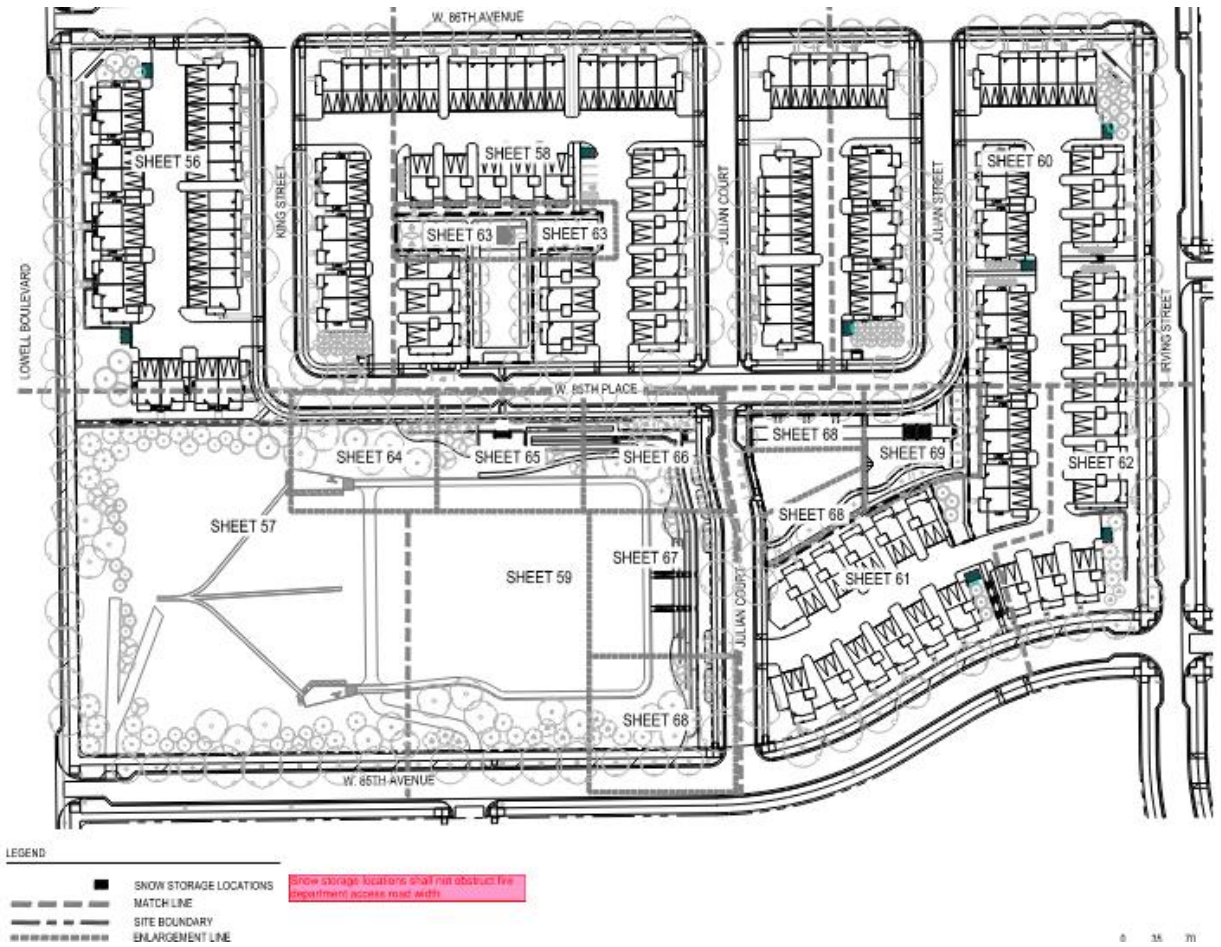 W. 86TH AVENUE
SHEET 56
SHEET 58
SHEET 60
KING STREET
JULIAN COURT
JULIAN STREET
SHEET 63
SHEET 63
LOWELL BOULEVARD
IRVING STREET
W. 85TH PLACE
SHEET 64
SHEET 65
SHEET 66
SHEET 68
SHEET 69
SHEET 62
SHEET 57
SHEET 68
SHEET 59
SHEET 67
SHEET 61
JULIAN COURT
SHEET 68
W. 85TH AVENUE
LEGEND
SNOW STORAGE LOCATIONS
Snow storage locations shall not obstruct fire
department access road width
MATCH LINE
SITE BOUNDARY
ENLARGEMENT LINE
0 35 70